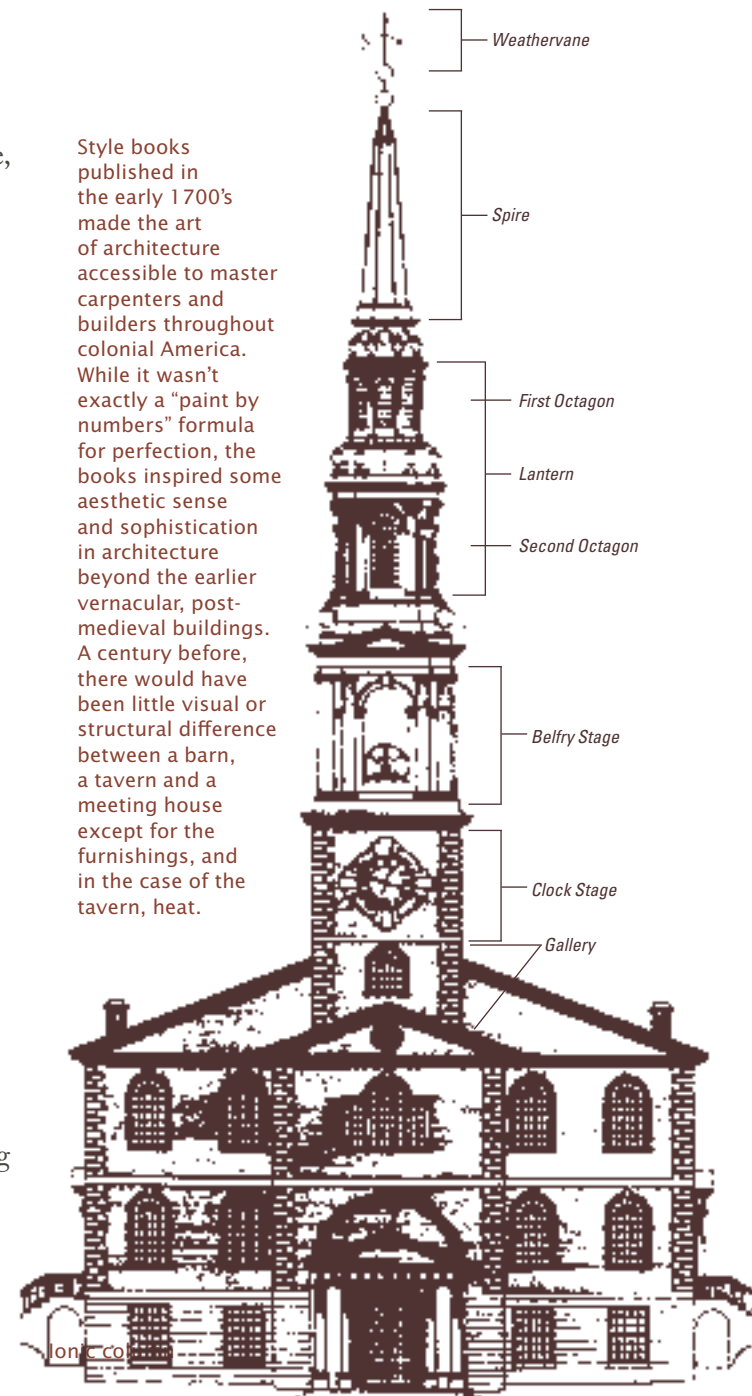 Style books
published in
the early 1700's
made the art
of architecture
accessible to master
carpenters and
builders throughout
colonial America.
While it wasn't
exactly a “paint by
numbers” formula
for perfection, the
books inspired some
aesthetic sense
and sophistication
in architecture
beyond the earlier
vernacular, post-
medieval buildings.
A century before,
there would have
been little visual or
structural difference
between a barn,
a tavern and a
meeting house
except for the
furnishings, and
in the case of the
tavern, heat.
Weathervane
Spire
First Octagon
Lantern
Second Octagon
Belfry Stage
Clock Stage
Gallery
Ionic